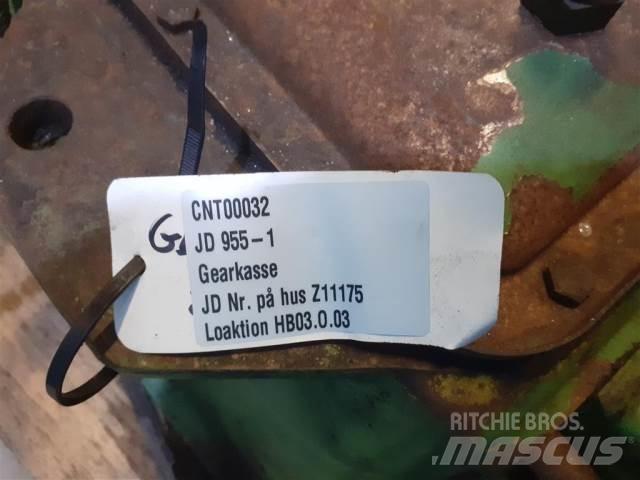 CNT00032
JD 955-1
Gearkasse
JD Nr. på hus Z11175
Loaktion HB03.0.03
RITCHIE BROS.
MASCUS